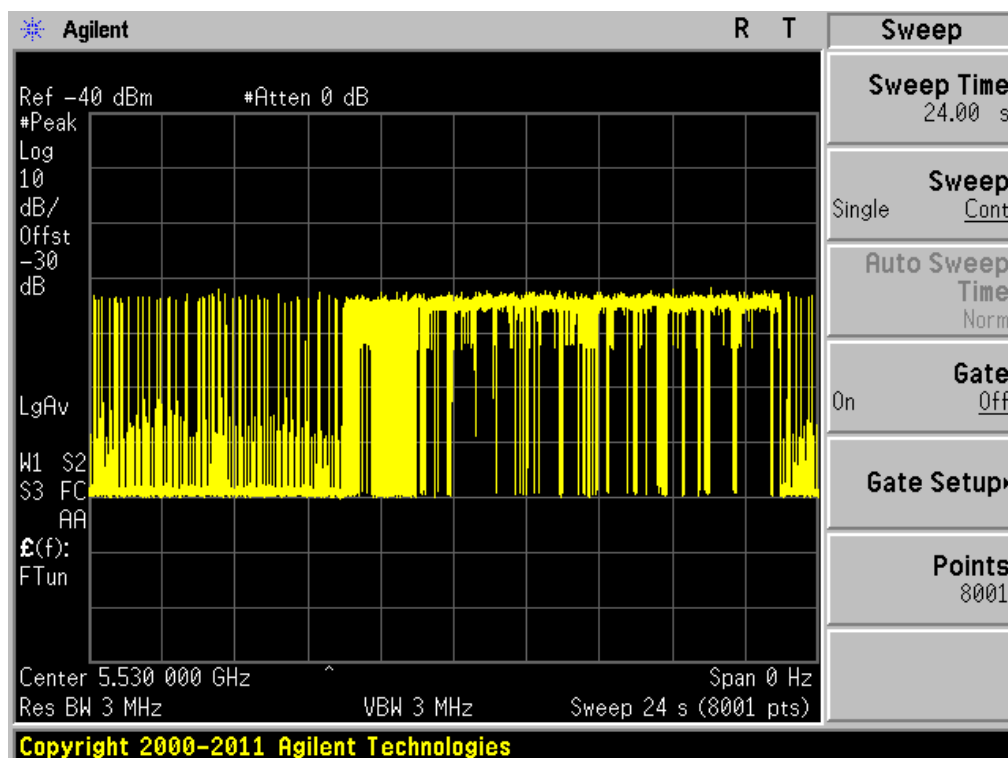 Agilent R T
Ref -40 dBm #Atten 0 dB
#Peak
Log
10
dB/
Offst
-30
dB
LgAv
W1 S2
S3 FC
AA
£(f):
FTun
Center 5.530 000 GHz ^ Span 0 Hz
Res BW 3 MHz VBW 3 MHz Sweep 24 s (8001 pts)
Copyright 2000-2011 Agilent Technologies
Sweep
Sweep Time
24.00 s
Sweep
Single Cont
Auto Sweep
Time
Norm
Gate
On Off
Gate Setup
Points
8001